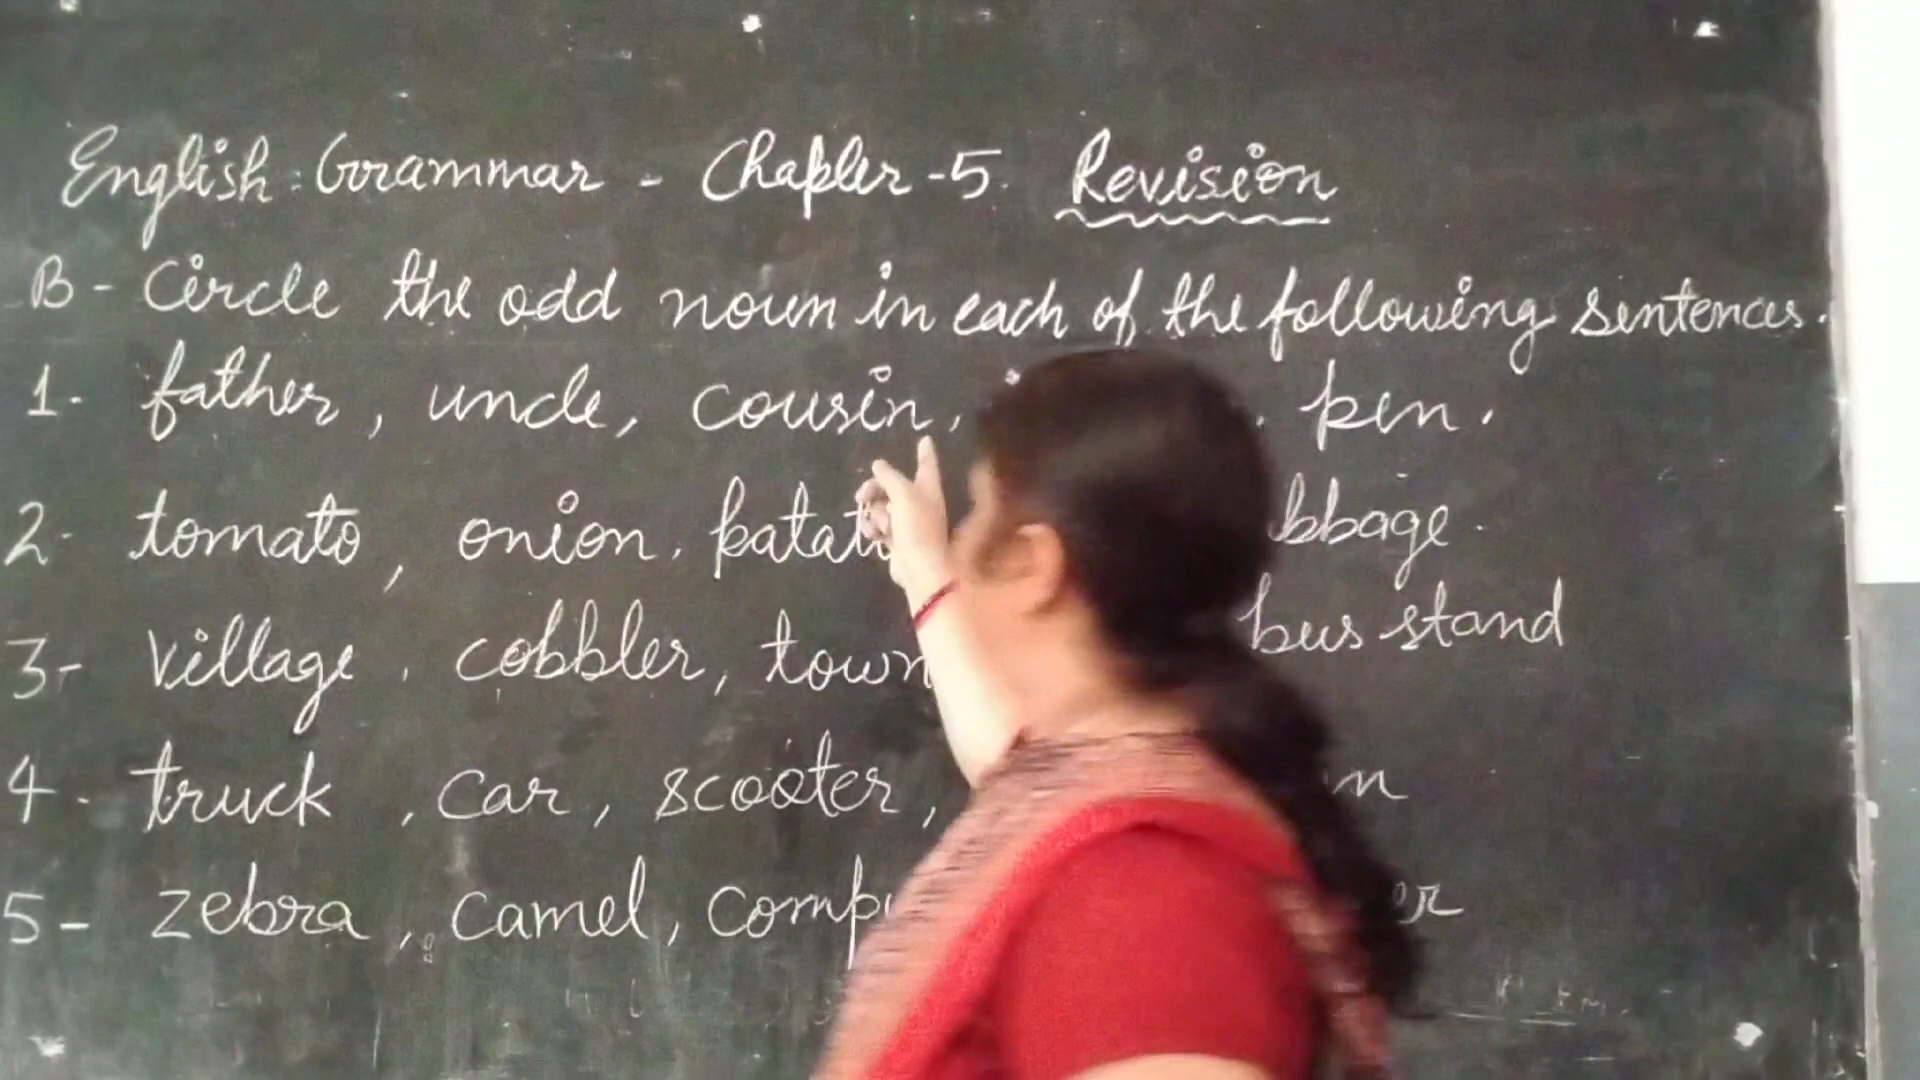 English Grammar - Chapter -5. Revision
B - Circle the odd noun in each of the following sentences.
1. father, uncle, cousin, pen.
2. tomato, onion, bbage.
3- village, cobbler, town bus stand
4. truck, car, scooter,
5- zebra, camel, comp